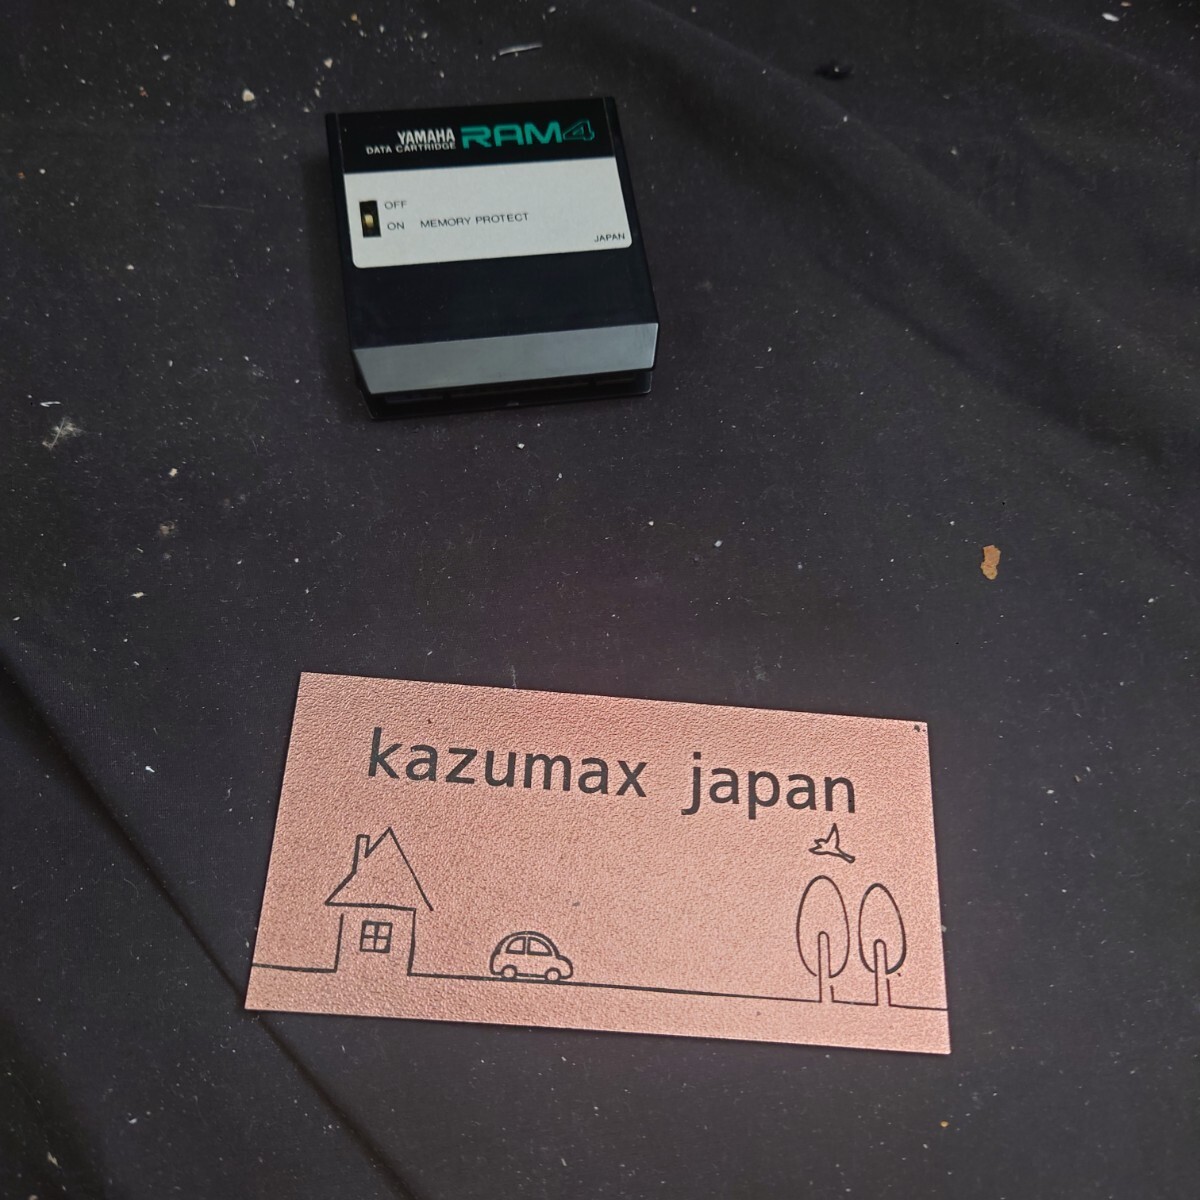 YAMAHA
DATA CARTRIDGE RAM4
OFF
ON MEMORY PROTECT
JAPAN
kazumax japan